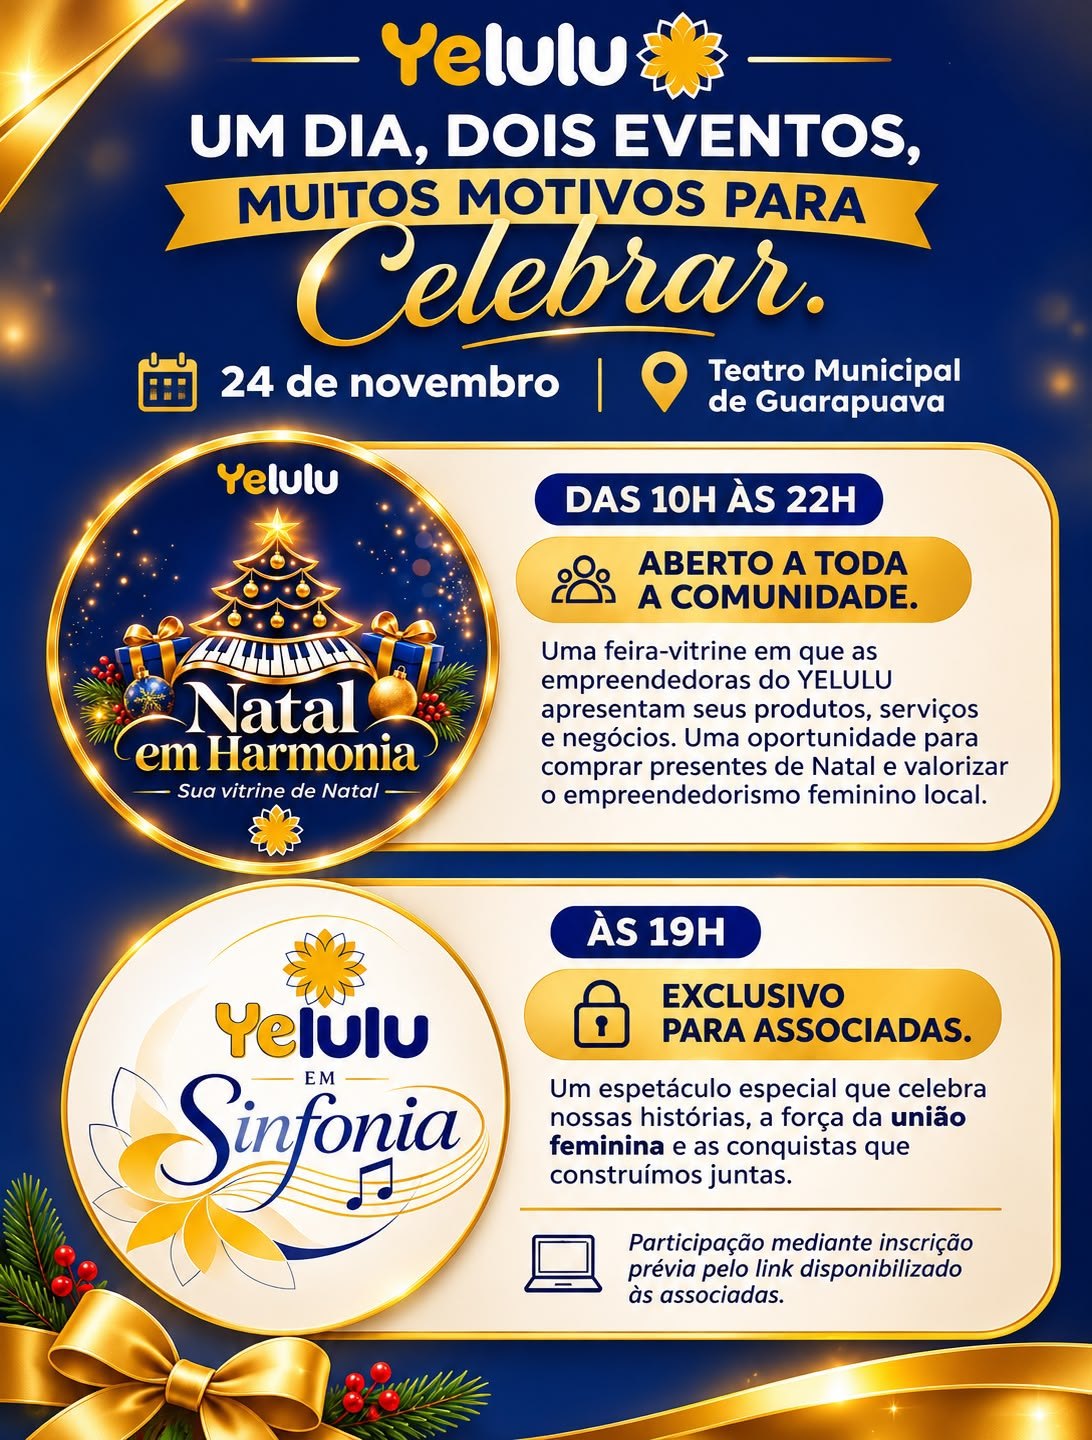 Yelulu
UM DIA, DOIS EVENTOS,
MUITOS MOTIVOS PARA
Celebrar.
24 de novembro
Teatro Municipal
de Guarapuava
Yelulu
Natal
em Harmonia
Sua vitrine de Natal
DAS 10H ÀS 22H
ABERTO A TODA
A COMUNIDADE.
Uma feira-vitrine em que as
empreendedoras do YELULU
apresentam seus produtos, serviços
e negócios. Uma oportunidade para
comprar presentes de Natal e valorizar
o empreendedorismo feminino local.
Yelulu
EM
Sinfonia
ÀS 19H
EXCLUSIVO
PARA ASSOCIADAS.
Um espetáculo especial que celebra
nossas histórias, a força da união
feminina e as conquistas que
construímos juntas.
Participação mediante inscrição
prévia pelo link disponibilizado
às associadas.